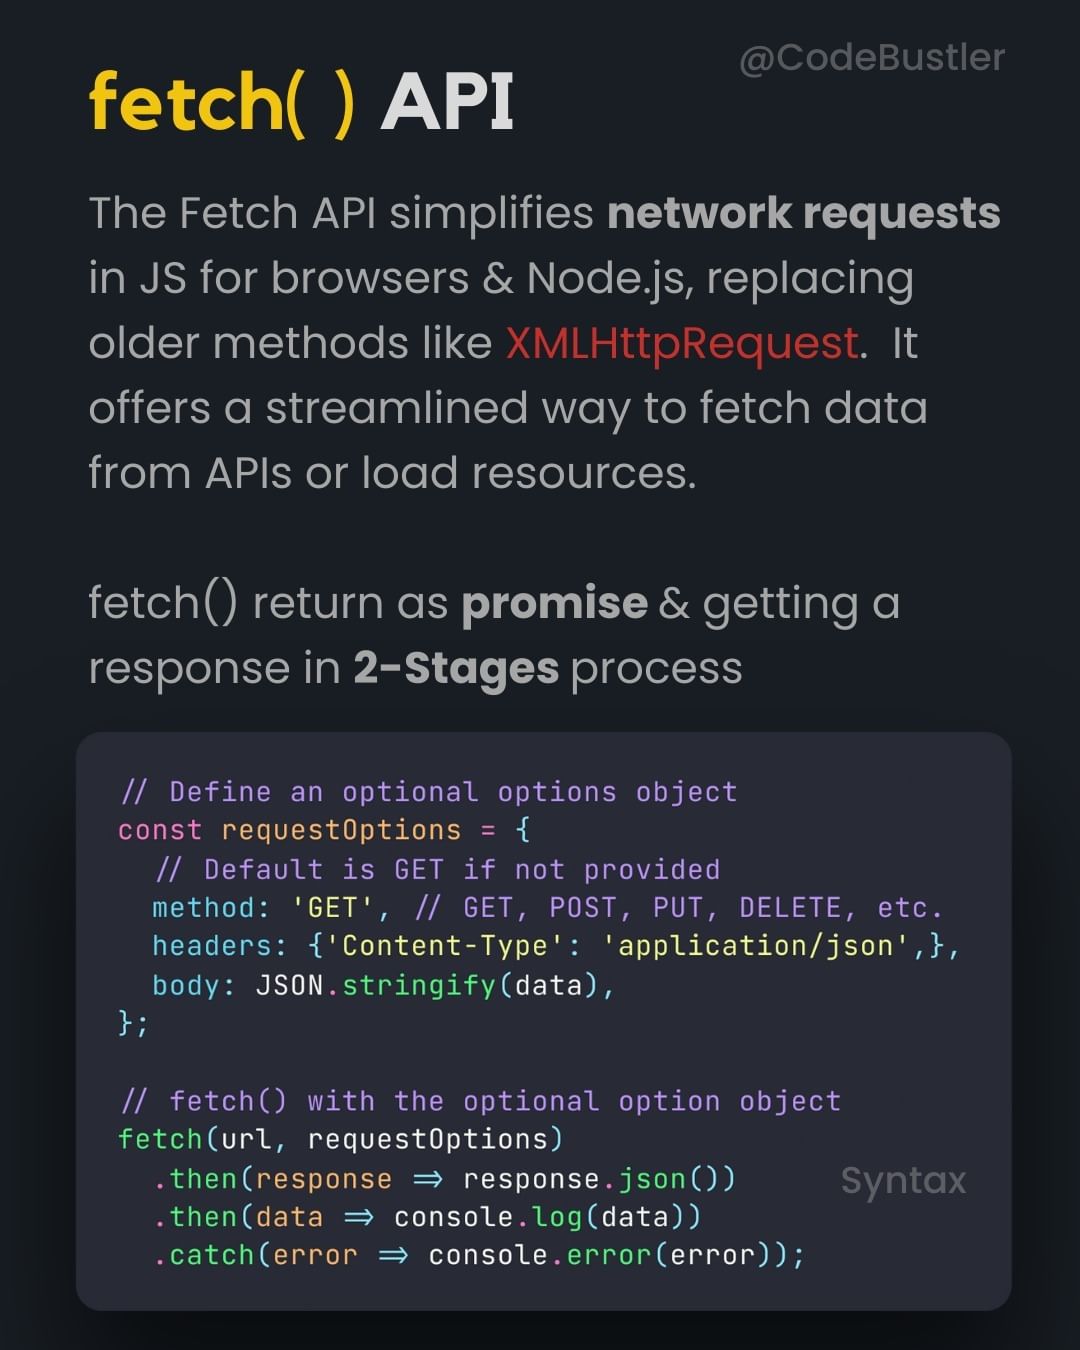 @CodeBustler
fetch( ) API
The Fetch API simplifies network requests
in JS for browsers & Node.js, replacing
older methods like XMLHttpRequest.  It
offers a streamlined way to fetch data
from APIs or load resources.
fetch() return as promise & getting a
response in 2-Stages process
// Define an optional options object
const requestOptions = {
  // Default is GET if not provided
  method: 'GET', // GET, POST, PUT, DELETE, etc.
  headers: {'Content-Type': 'application/json',},
  body: JSON.stringify(data),
};
// fetch() with the optional option object
fetch(url, requestOptions)
  .then(response => response.json())
Syntax
  .then(data => console.log(data))
  .catch(error => console.error(error));